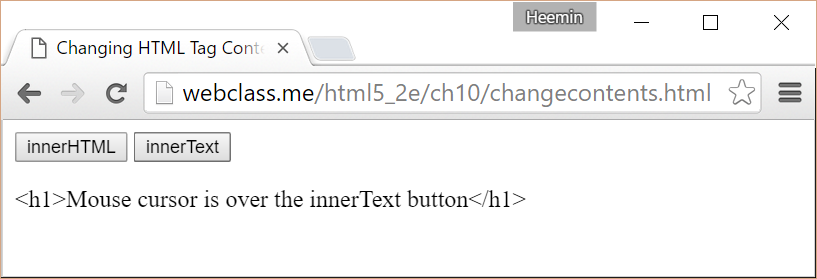 Heemin
Changing HTML Tag Conte
webclass.me/html5_2e/ch10/changecontents.html
innerHTML innerText
<h1>Mouse cursor is over the innerText button</h1>